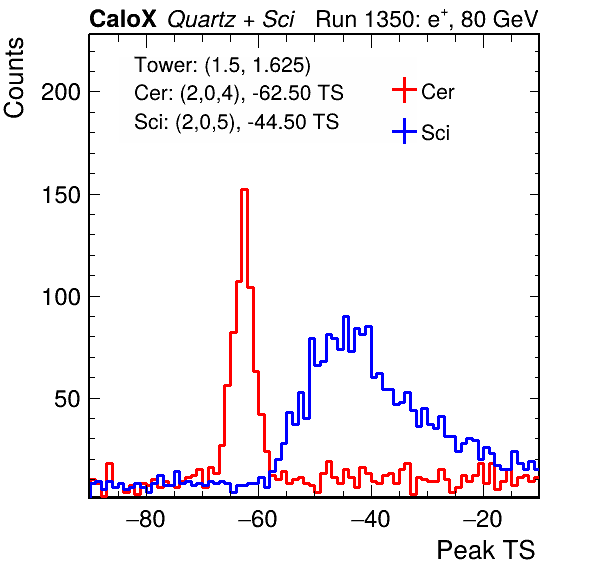 CaloX Quartz + Sci Run 1350: e⁺, 80 GeV
Counts
Tower: (1.5, 1.625)
Cer: (2,0,4), -62.50 TS
Sci: (2,0,5), -44.50 TS
Cer
Sci
200
150
100
50
−80 −60 −40 −20
Peak TS